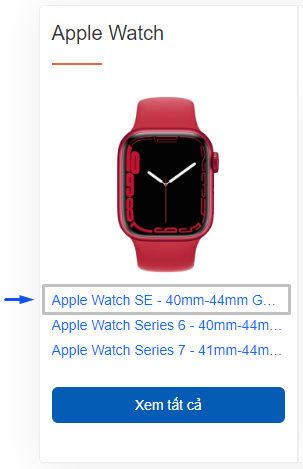 Apple Watch
Apple Watch SE - 40mm-44mm G...
Apple Watch Series 6 - 40mm-44m...
Apple Watch Series 7 - 41mm-44m...
Xem tất cả